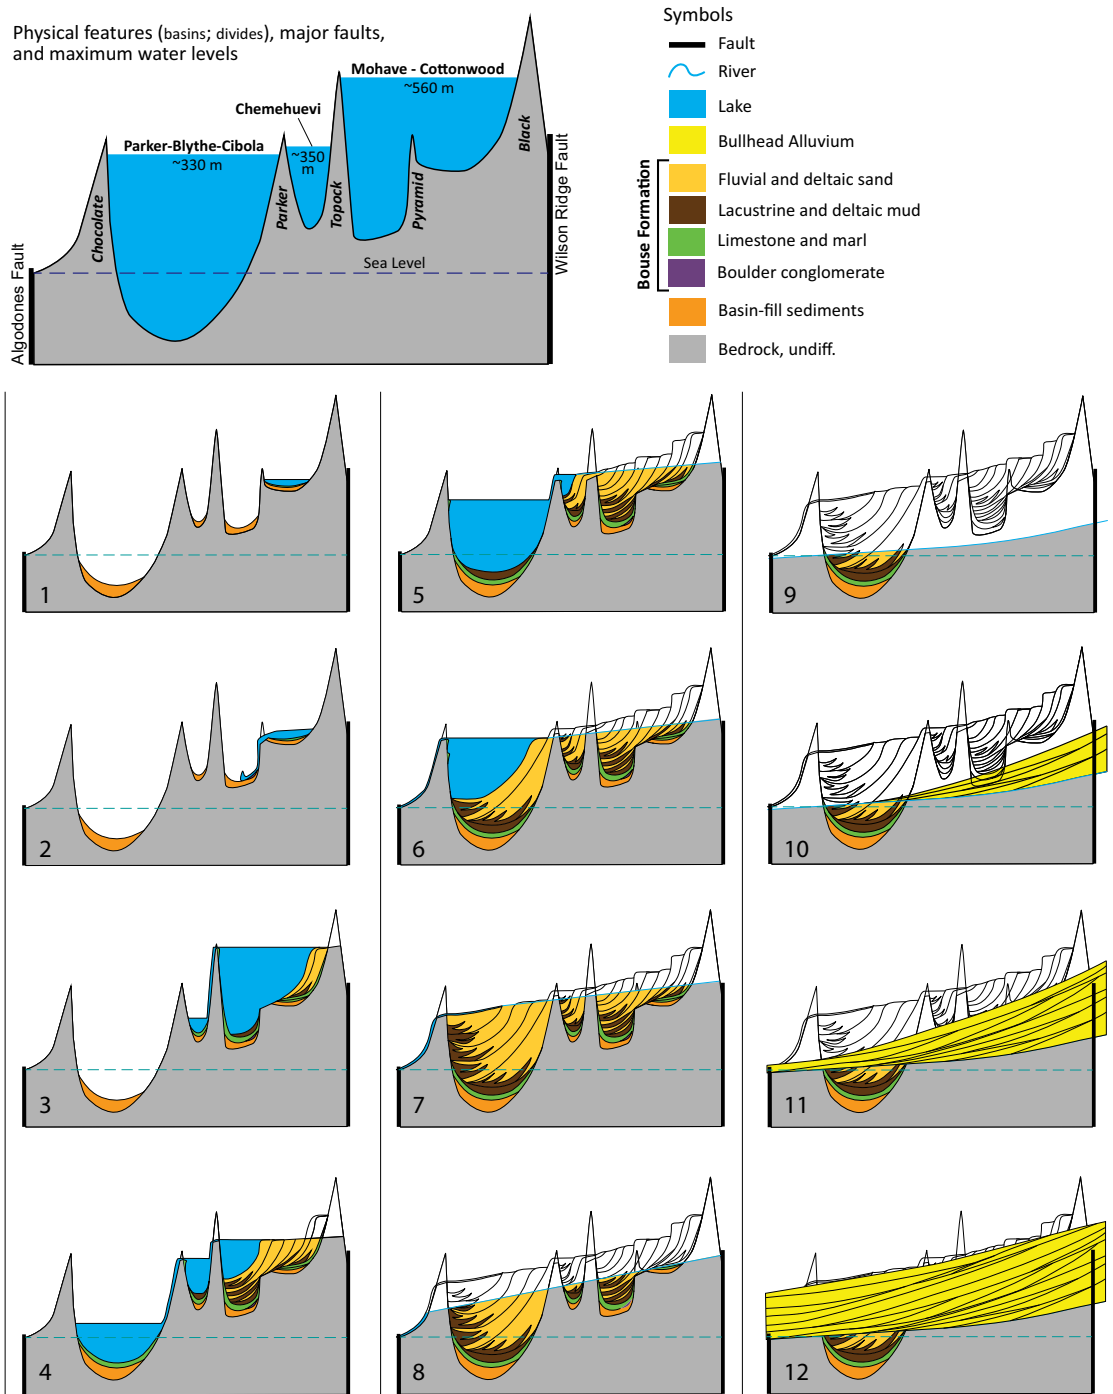 Physical features (basins; divides), major faults,
and maximum water levels
Mohave - Cottonwood
~560 m
Chemehuevi
Parker-Blythe-Cibola
~330 m
~350
m
Chocolate
Parker
Topock
Pyramid
Black
Sea Level
Algodones Fault
Wilson Ridge Fault
Symbols
Fault
River
Lake
Bullhead Alluvium
Bouse Formation
Fluvial and deltaic sand
Lacustrine and deltaic mud
Limestone and marl
Boulder conglomerate
Basin-fill sediments
Bedrock, undiff.
1
2
3
4
5
6
7
8
9
10
11
12